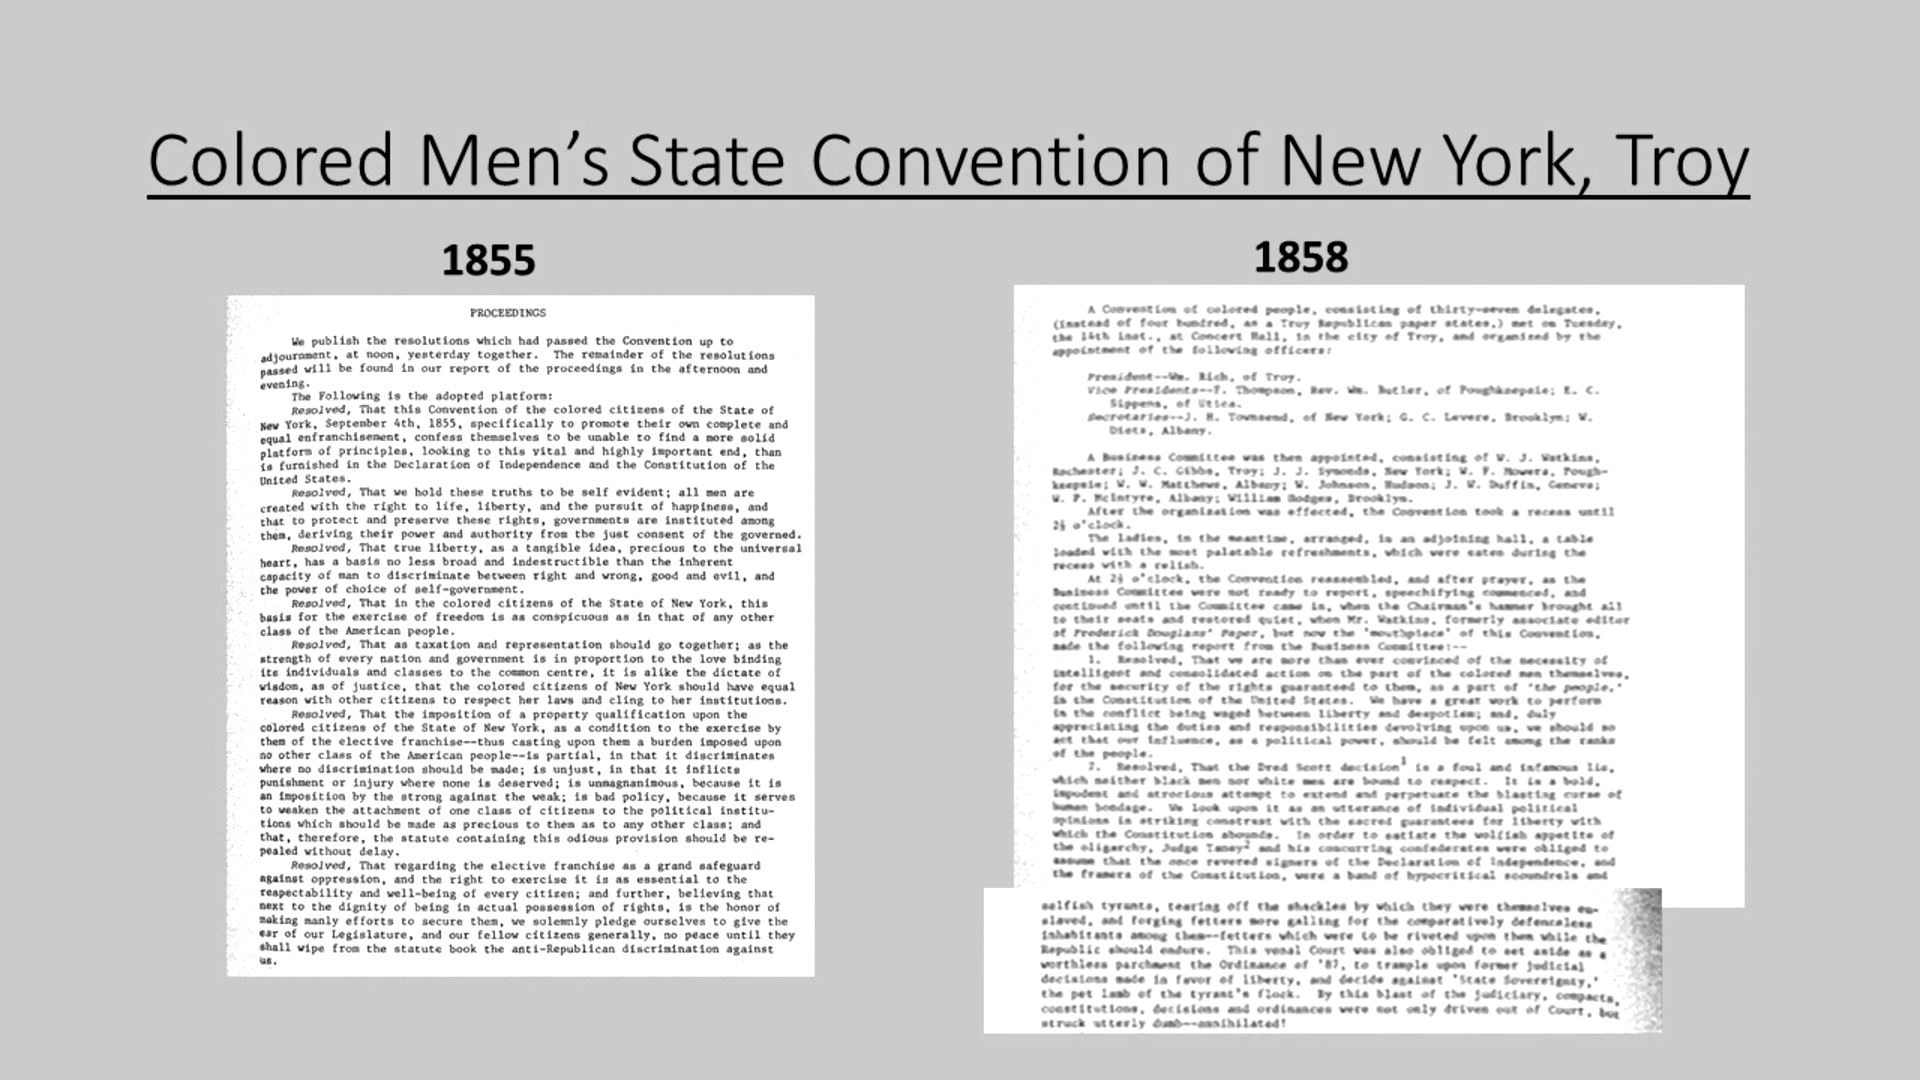 Colored Men's State Convention of New York, Troy
1855
PROCEEDINGS
We publish the resolutions which had passed the Convention up to
adjournment, at noon, yesterday together. The remainder of the resolutions
passed will be found in our report of the proceedings in the afternoon and
evening.
The Following is the adopted platform:
Resolved, That this Convention of the colored citizens of the State of
New York, September 4th, 1855, specifically to promote their own complete and
equal enfranchisement, confess themselves to be unable to find a more solid
platform of principles, looking to this vital and highly important end, than
is furnished in the Declaration of Independence and the Constitution of the
United States.
Resolved, That we hold these truths to be self evident; all men are
created with the right to life, liberty, and the pursuit of happiness, and
that to protect and preserve these rights, governments are instituted among
them, deriving their power and authority from the just consent of the governed.
Resolved, That true liberty, as a tangible idea, precious to the universal
heart, has a basis no less broad and indestructible than the inherent
capacity of man to discriminate between right and wrong, good and evil, and
the power of choice of self-government.
Resolved, That in the colored citizens of the State of New York, this
basis for the exercise of freedom is as conspicuous as in that of any other
class of the American people.
Resolved, That as taxation and representation should go together; as the
strength of every nation and government is in proportion to the love binding
its individuals and classes to the common centre, it is alike the dictate of
wisdom, as of justice, that the colored citizens of New York should have equal
reason with other citizens to respect her laws and cling to her institutions.
Resolved, That the imposition of a property qualification upon the
colored citizens of the State of New York, as a condition to the exercise by
them of the elective franchise--thus casting upon them a burden imposed upon
no other class of the American people--is partial, in that it discriminates
where no discrimination should be made; is unjust, in that it inflicts
punishment or injury where none is deserved; is unmagnanimous, because it is
an imposition by the strong against the weak; is bad policy, because it serves
to weaken the attachment of one class of citizens to the political institu-
tions which should be made as precious to them as to any other class; and
that, therefore, the statute containing this odious provision should be re-
pealed without delay.
Resolved, That regarding the elective franchise as a grand safeguard
against oppression, and the right to exercise it is as essential to the
respectability and well-being of every citizen; and further, believing that
next to the dignity of being in actual possession of rights, is the honor of
making manly efforts to secure them, we solemnly pledge ourselves to give the
ear of our Legislature, and our fellow citizens generally, no peace until they
shall wipe from the statute book the anti-Republican discrimination against
us.
1858
A Convention of colored people, consisting of thirty-seven delegates,
(instead of four hundred, as a Troy Republican paper states,) met on Tuesday,
the 14th inst., at Concert Hall, in the city of Troy, and organized by the
appointment of the following officers:
President--Wm. Rich, of Troy.
Vice Presidents--F. Thompson, Rev. Wm. Butler, of Poughkeepsie; E. C.
Sippens, of Utica.
Secretaries--J. H. Townsend, of New York; G. C. Levere, Brooklyn; W.
Dietz, Albany.
A Business Committee was then appointed, consisting of W. J. Watkins,
Rochester; J. C. Gibbs, Troy; J. J. Symonds, New York; W. F. Mowers, Pough-
keepsie; W. W. Matthews, Albany; W. Johnson, Hudson; J. W. Duffin, Geneva;
W. P. McIntyre, Albany; William Hodges, Brooklyn.
After the organization was effected, the Convention took a recess until
2½ o'clock.
The ladies, in the meantime, arranged, in an adjoining hall, a table
loaded with the most palatable refreshments, which were eaten during the
recess with a relish.
At 2½ o'clock, the Convention reassembled, and after prayer, as the
Business Committee were not ready to report, speechifying commenced, and
continued until the Committee came in, when the Chairman's hammer brought all
to their seats and restored quiet, when Mr. Watkins, formerly associate editor
of Frederick Douglass' Paper, but now the 'mouthpiece' of this Convention,
made the following report from the Business Committee:--
1. Resolved, That we are more than ever convinced of the necessity of
intelligent and consolidated action on the part of the colored men themselves,
for the security of the rights guaranteed to them, as a part of 'the people,'
in the Constitution of the United States. We have a great work to perform
in the conflict being waged between liberty and despotism; and, duly
appreciating the duties and responsibilities devolving upon us, we should so
act that our influence, as a political power, should be felt among the ranks
of the people.
2. Resolved, That the Dred Scott decision¹ is a foul and infamous lie,
which neither black men nor white men are bound to respect. It is a bold,
impudent and atrocious attempt to extend and perpetuate the blasting curse of
human bondage. We look upon it as an utterance of individual political
opinions in striking constrest with the sacred guarantees for liberty with
which the Constitution abounds. In order to satiate the wolfish appetite of
the oligarchy, Judge Taney² and his concurring confederates were obliged to
assume that the once revered signers of the Declaration of Independence, and
the framers of the Constitution, were a band of hypocritical scoundrels and
selfish tyrants, tearing off the shackles by which they were themselves en-
slaved, and forging fetters more galling for the comparatively defenceless
inhabitants among them--fetters which were to be riveted upon them while the
Republic should endure. This venal Court was also obliged to set aside as a
worthless parchment the Ordinance of '87, to trample upon former judicial
decisions made in favor of liberty, and decide against 'State Sovereignty,'
the pet lamb of the tyrant's flock. By this blast of the judiciary, compacts,
constitutions, decisions and ordinances were not only driven out of Court, but
struck utterly dumb--annihilated!